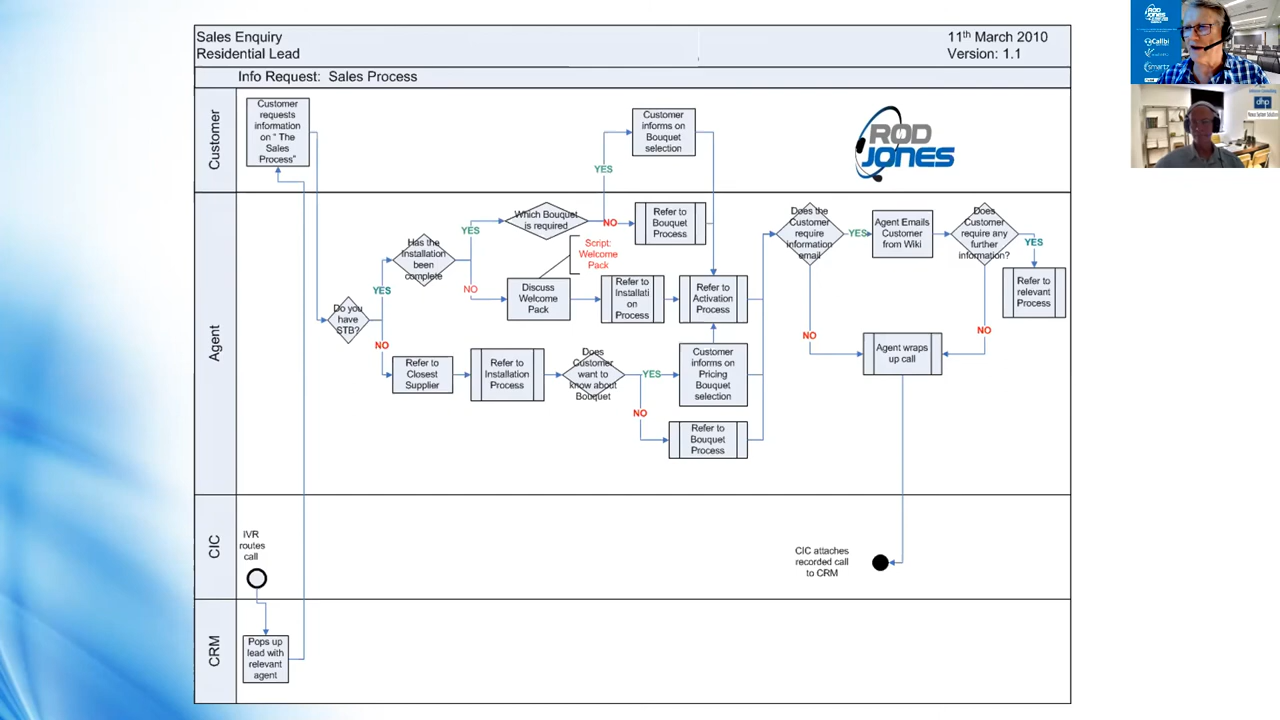 Sales Enquiry
Residential Lead
11th March 2010
Version: 1.1
Info Request: Sales Process
Customer
Customer
requests
information
on " The
Sales
Process"
Customer
informs on
Bouquet
selection
ROD
JONES
YES
Agent
Do you
have
STB?
YES
NO
Has the
Installation
been
complete
YES
NO
Which Bouquet
is required
NO
Refer to
Bouquet
Process
Script:
Welcome
Pack
Discuss
Welcome
Pack
Refer to
Installati
on
Process
Refer to
Activation
Process
Refer to
Closest
Supplier
Refer to
Installation
Process
Does
Customer
want to
know about
Bouquet
YES
NO
Customer
informs on
Pricing
Bouquet
selection
Refer to
Bouquet
Process
Does the
Customer
require
information
email
YES
NO
Agent Emails
Customer
from Wiki
Does
Customer
require any
further
information?
YES
NO
Refer to
relevant
Process
Agent wraps
up call
CIC
IVR
routes
call
CIC attaches
recorded call
to CRM
CRM
Pops up
lead with
relevant
agent
ROD
JONES
Callbi
smartz
dhp